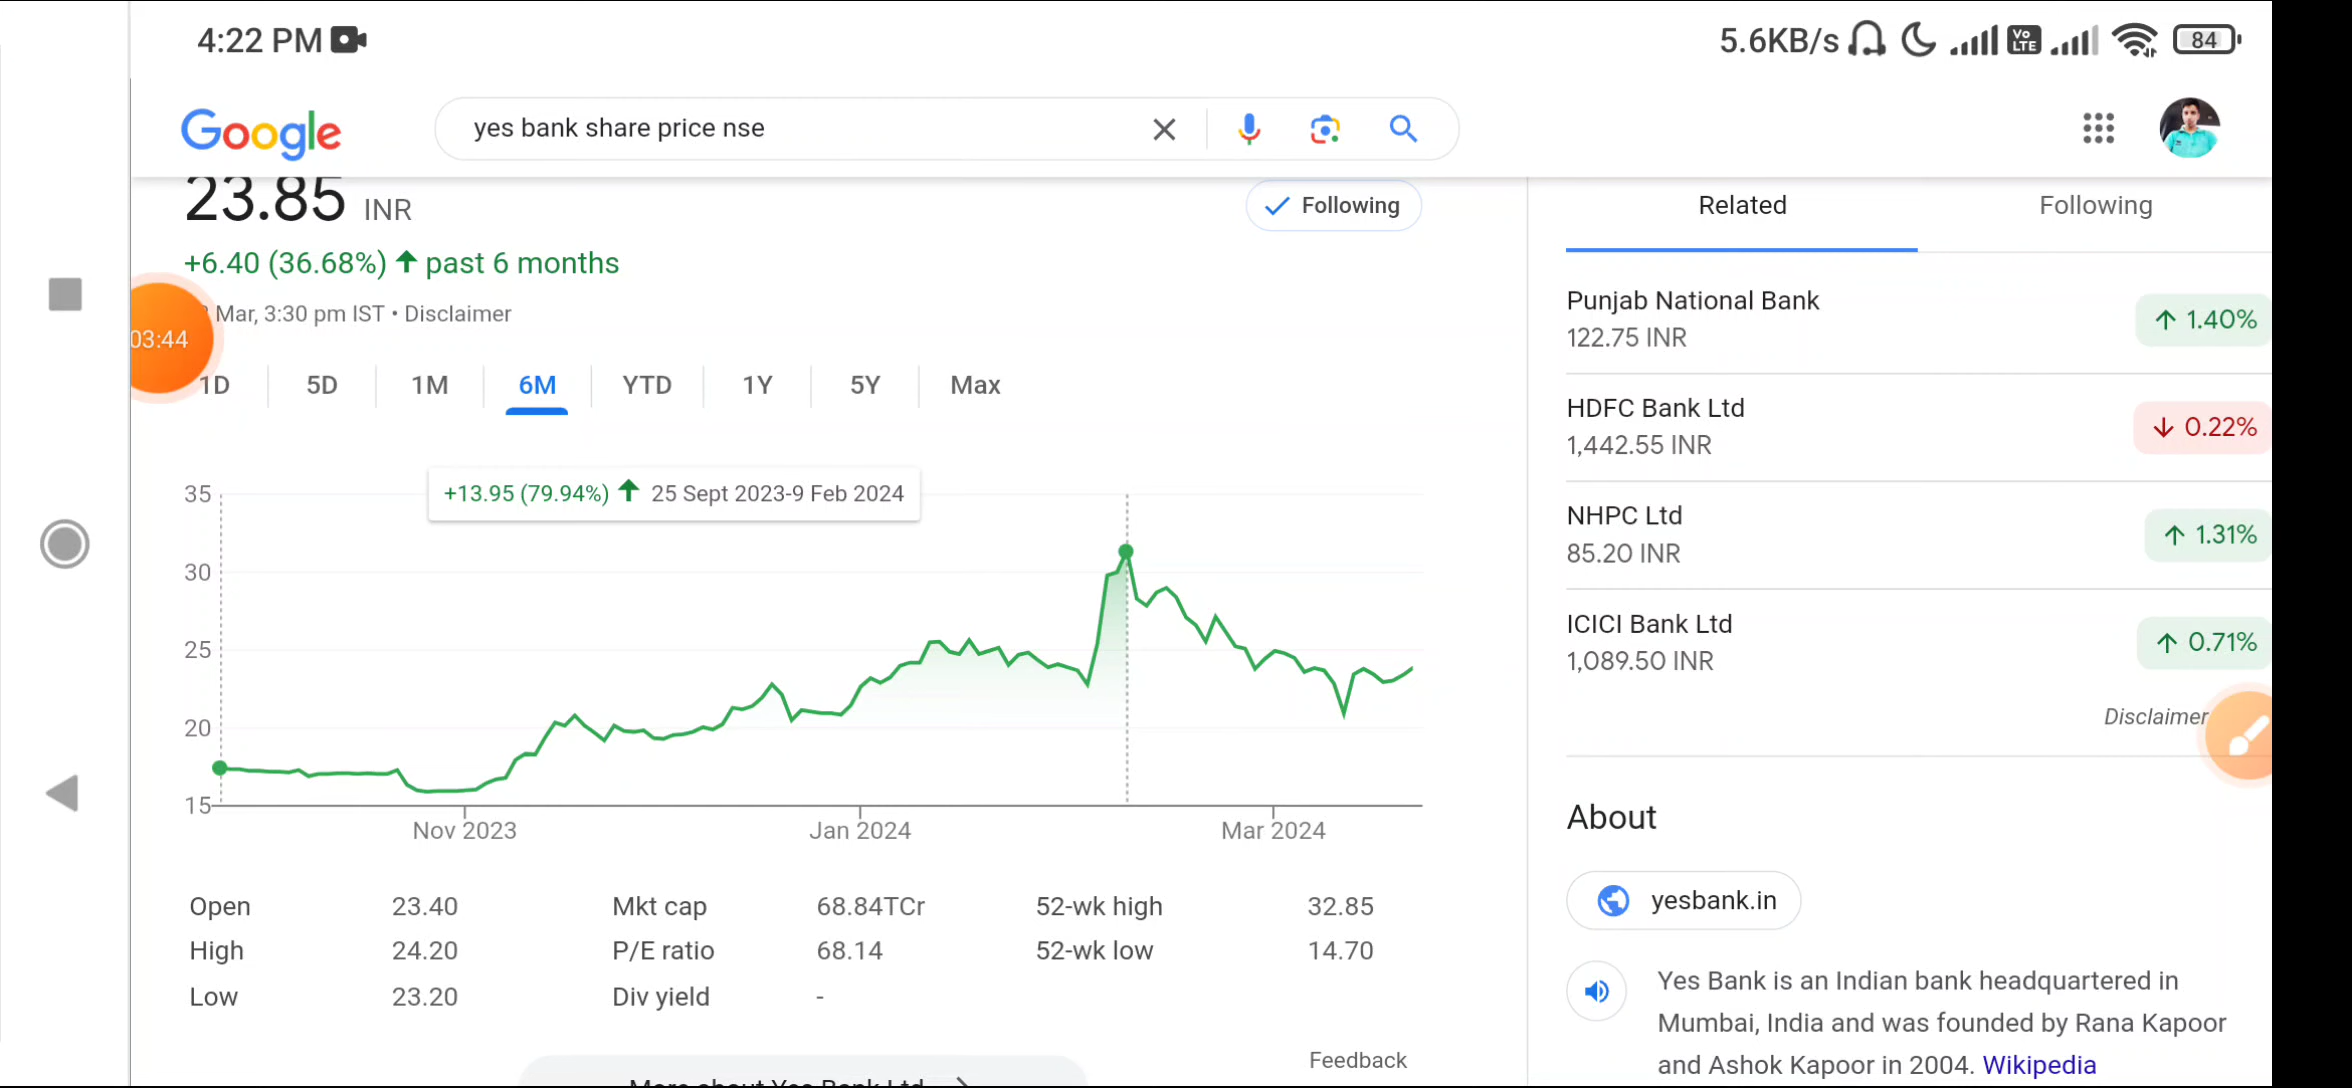 4:22 PM
5.6KB/s
Vo LTE
84
Google
yes bank share price nse
23.85 INR
Following
+6.40 (36.68%) past 6 months
Mar, 3:30 pm IST • Disclaimer
03:44
1D 5D 1M 6M YTD 1Y 5Y Max
+13.95 (79.94%) 25 Sept 2023-9 Feb 2024
35
30
25
20
15
Nov 2023 Jan 2024 Mar 2024
Open 23.40 Mkt cap 68.84TCr 52-wk high 32.85
High 24.20 P/E ratio 68.14 52-wk low 14.70
Low 23.20 Div yield -
Feedback
More about Yes Bank Ltd
Related Following
Punjab National Bank
122.75 INR
1.40%
HDFC Bank Ltd
1,442.55 INR
0.22%
NHPC Ltd
85.20 INR
1.31%
ICICI Bank Ltd
1,089.50 INR
0.71%
Disclaimer
About
yesbank.in
Yes Bank is an Indian bank headquartered in
Mumbai, India and was founded by Rana Kapoor
and Ashok Kapoor in 2004. Wikipedia